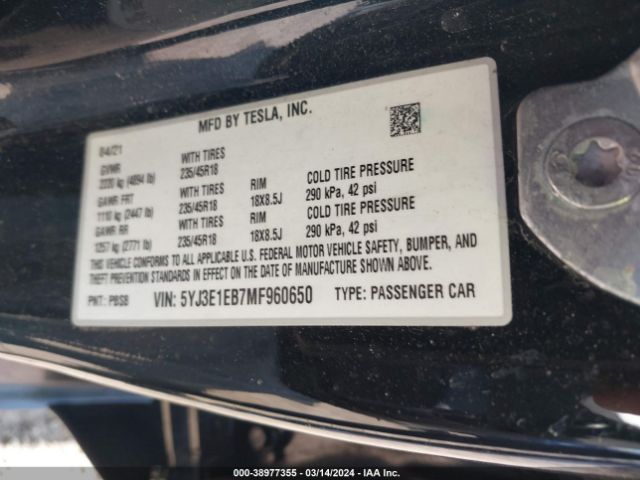 MFD BY TESLA, INC.
04/21
GVWR WITH TIRES
2220 kg (4894 lb) 235/45R18
GAWR FRT WITH TIRES RIM COLD TIRE PRESSURE
1110 kg (2447 lb) 235/45R18 18X8.5J 290 kPa, 42 psi
GAWR RR WITH TIRES RIM COLD TIRE PRESSURE
1257 kg (2771 lb) 235/45R18 18X8.5J 290 kPa, 42 psi
THIS VEHICLE CONFORMS TO ALL APPLICABLE U.S. FEDERAL MOTOR VEHICLE SAFETY, BUMPER, AND
THEFT PREVENTION STANDARDS IN EFFECT ON THE DATE OF MANUFACTURE SHOWN ABOVE.
PNT: PBSB VIN: 5YJ3E1EB7MF960650 TYPE: PASSENGER CAR
000-38977355 — 03/14/2024 — IAA Inc.